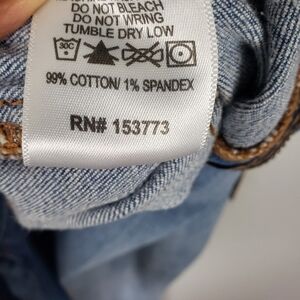 DO NOT BLEACH
DO NOT WRING
TUMBLE DRY LOW
30C
99% COTTON/ 1% SPANDEX
RN# 153773